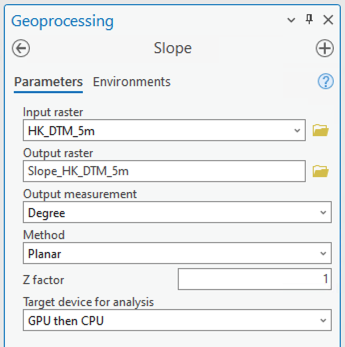 Geoprocessing
Slope
Parameters Environments
Input raster
HK_DTM_5m
Output raster
Slope_HK_DTM_5m
Output measurement
Degree
Method
Planar
Z factor 1
Target device for analysis
GPU then CPU